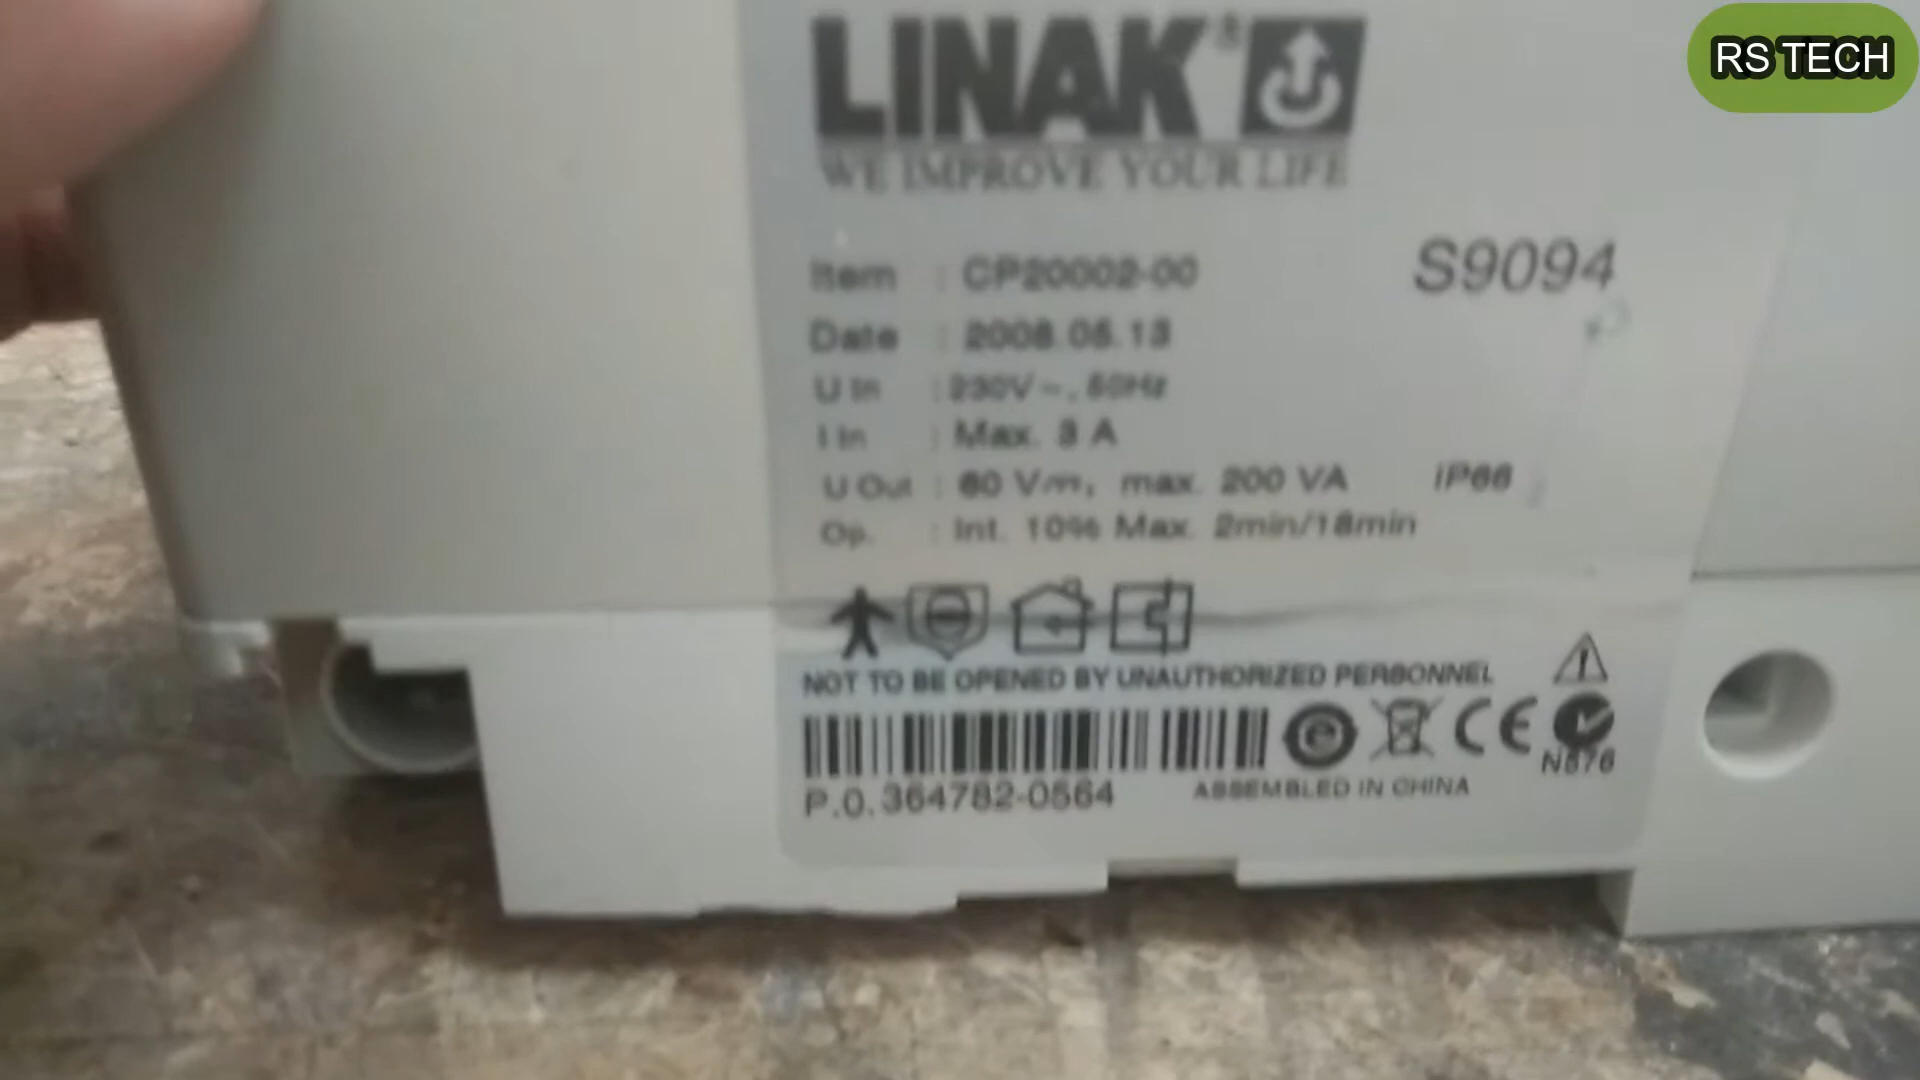 RS TECH
LINAK®
WE IMPROVE YOUR LIFE
Item : CP20002-00
S9094
Date : 2008.05.13
U In : 230V~, 50Hz
I In : Max. 3 A
U Out : 60 V, max. 200 VA IP66
Op. : Int. 10% Max. 2min/18min
NOT TO BE OPENED BY UNAUTHORIZED PERSONNEL
e CE
N876
P.O.364782-0564
ASSEMBLED IN CHINA